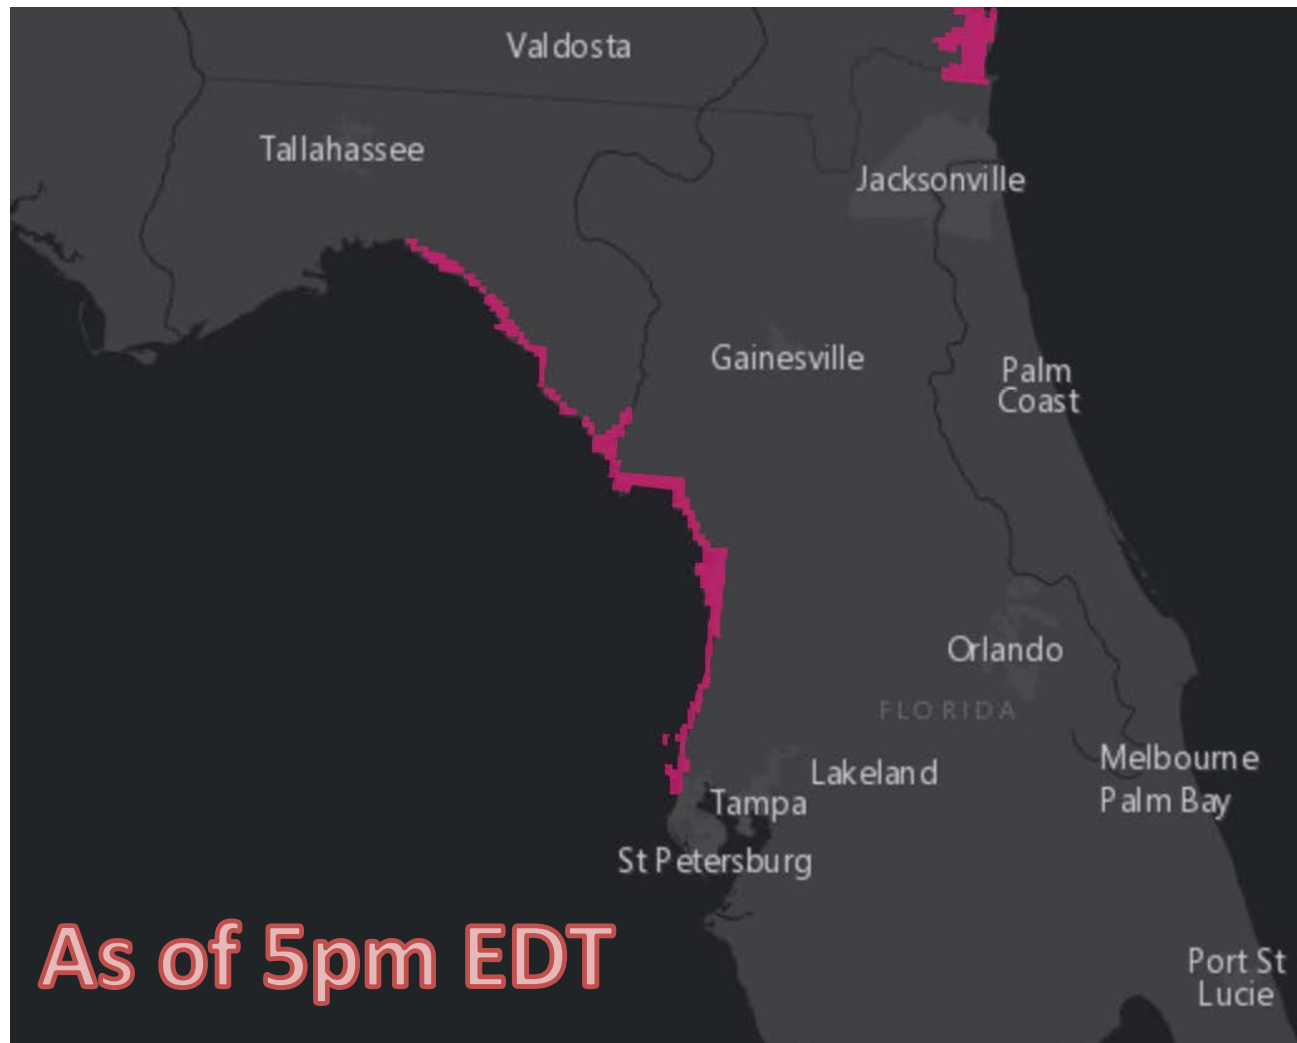 Valdosta
Tallahassee
Jacksonville
Gainesville
Palm
Coast
Orlando
FLORIDA
Melbourne
Lakeland
Palm Bay
Tampa
St Petersburg
As of 5pm EDT
Port St
Lucie